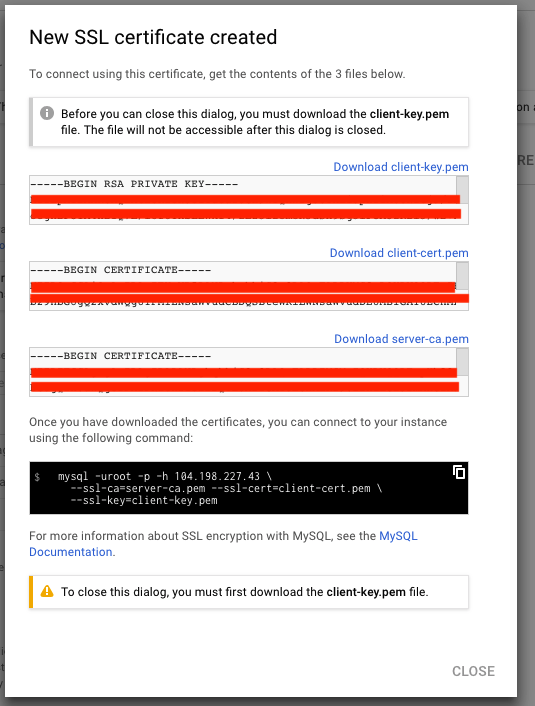 New SSL certificate created
To connect using this certificate, get the contents of the 3 files below.
Before you can close this dialog, you must download the client-key.pem
file. The file will not be accessible after this dialog is closed.
Download client-key.pem
-----BEGIN RSA PRIVATE KEY-----
Download client-cert.pem
-----BEGIN CERTIFICATE-----
Download server-ca.pem
-----BEGIN CERTIFICATE-----
Once you have downloaded the certificates, you can connect to your instance
using the following command:
$ mysql -uroot -p -h 104.198.227.43 \
--ssl-ca=server-ca.pem --ssl-cert=client-cert.pem \
--ssl-key=client-key.pem
For more information about SSL encryption with MySQL, see the MySQL
Documentation.
To close this dialog, you must first download the client-key.pem file.
CLOSE